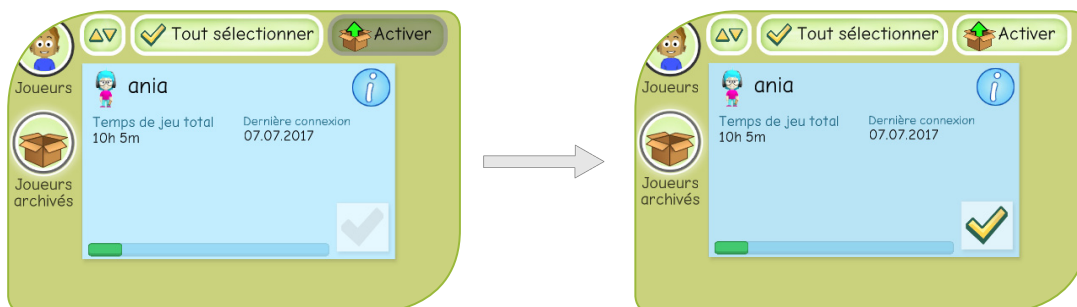 Tout sélectionner
Activer
Joueurs
ania
Temps de jeu total
Dernière connexion
10h 5m
07.07.2017
Joueurs
archivés
Tout sélectionner
Activer
Joueurs
ania
Temps de jeu total
Dernière connexion
10h 5m
07.07.2017
Joueurs
archivés